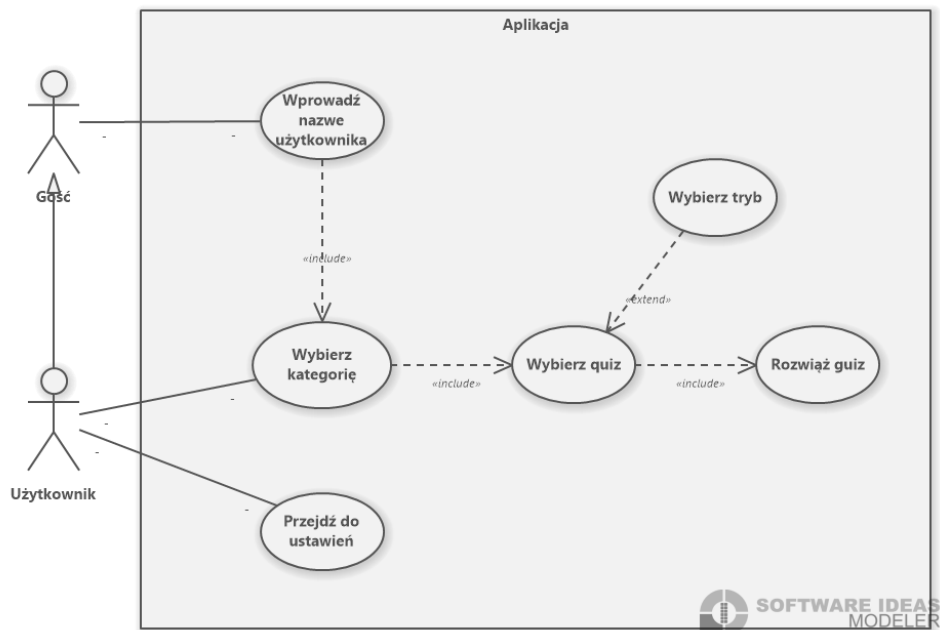 Aplikacja
Wprowadź
nazwe
użytkownika
Gość
Wybierz tryb
«include»
«extend»
Wybierz
kategorię
Wybierz quiz
Rozwiąż guiz
«include»
«include»
Użytkownik
Przejdź do
ustawień
SOFTWARE IDEAS
MODELER